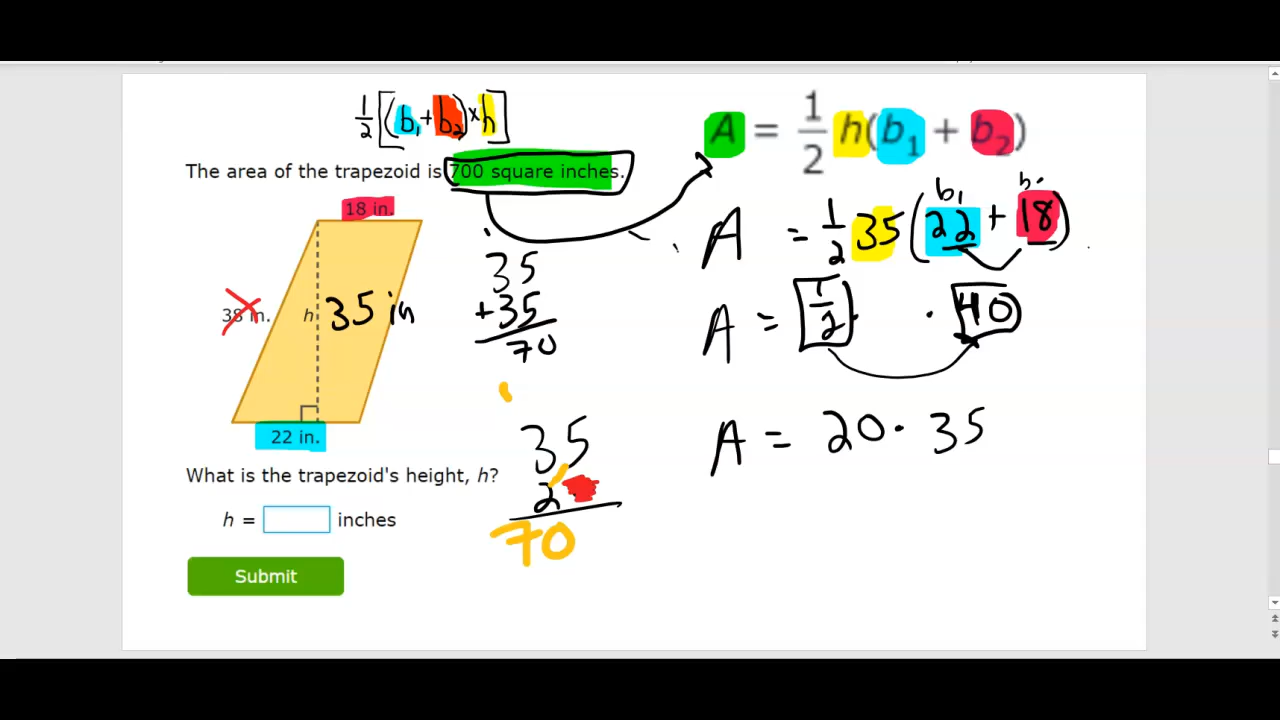 1/2 [(b₁ + b₂) × h]
A = 1/2 h(b₁ + b₂)
The area of the trapezoid is 700 square inches.
18 in.
38 in.
h
35 in
22 in.
What is the trapezoid's height, h?
h =
inches
Submit
35
+35
70
35
2
70
b₁
A = 1/2 35 (22 + 18)
A = 1/2 · · 40
A = 20 · 35